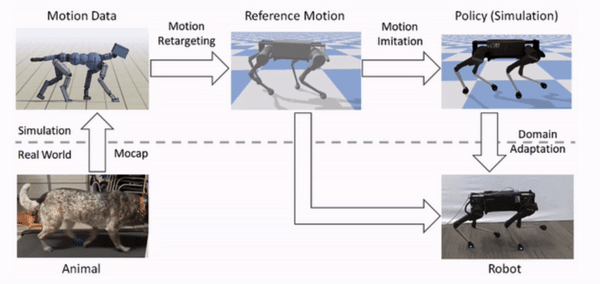 Motion Data
Motion
Retargeting
Reference Motion
Motion
Imitation
Policy (Simulation)
Simulation
Real World
Mocap
Domain
Adaptation
Animal
Robot